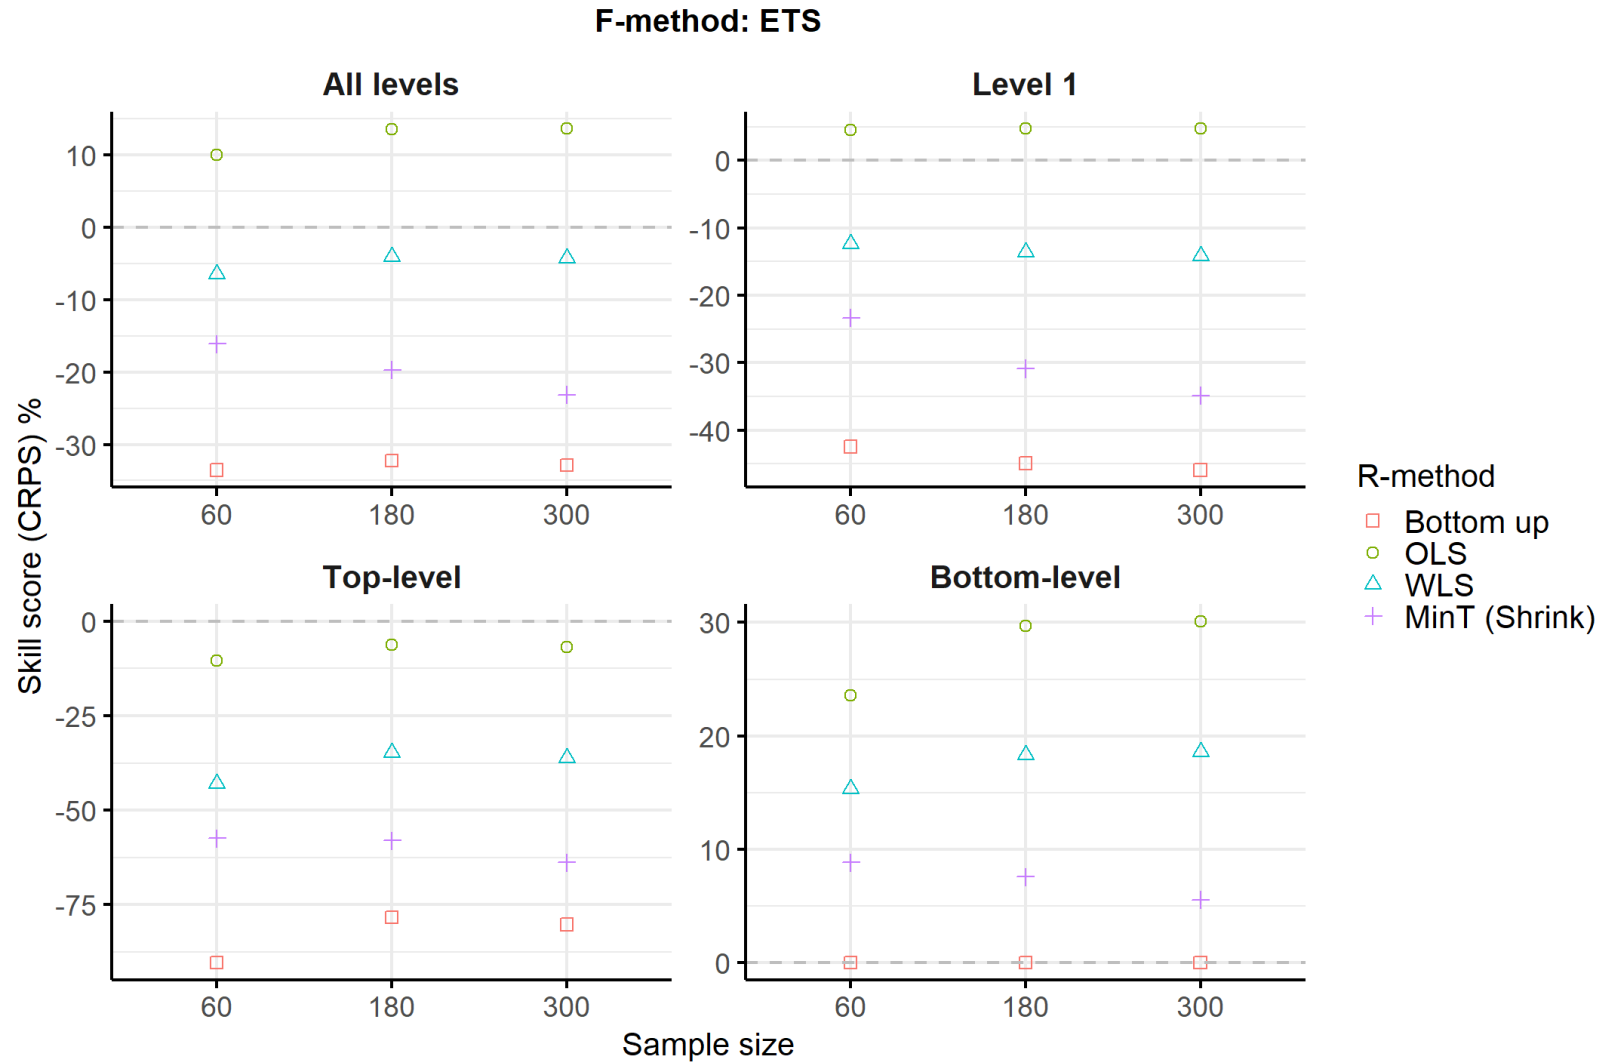 F-method: ETS
All levels
10
0
-10
-20
-30
60 180 300
Level 1
0
-10
-20
-30
-40
60 180 300
Top-level
0
-25
-50
-75
60 180 300
Bottom-level
30
20
10
0
60 180 300
Skill score (CRPS) %
Sample size
R-method
Bottom up
OLS
WLS
MinT (Shrink)